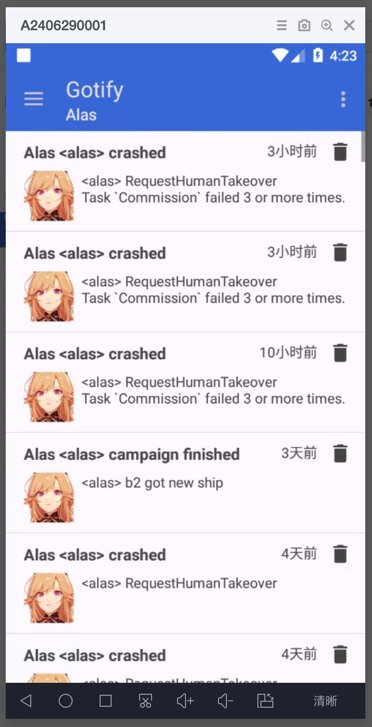 A2406290001
4:23
Gotify
Alas
Alas <alas> crashed 3小时前
<alas> RequestHumanTakeover
Task `Commission` failed 3 or more times.
Alas <alas> crashed 3小时前
<alas> RequestHumanTakeover
Task `Commission` failed 3 or more times.
Alas <alas> crashed 10小时前
<alas> RequestHumanTakeover
Task `Commission` failed 3 or more times.
Alas <alas> campaign finished 3天前
<alas> b2 got new ship
Alas <alas> crashed 4天前
<alas> RequestHumanTakeover
Alas <alas> crashed 4天前
清晰